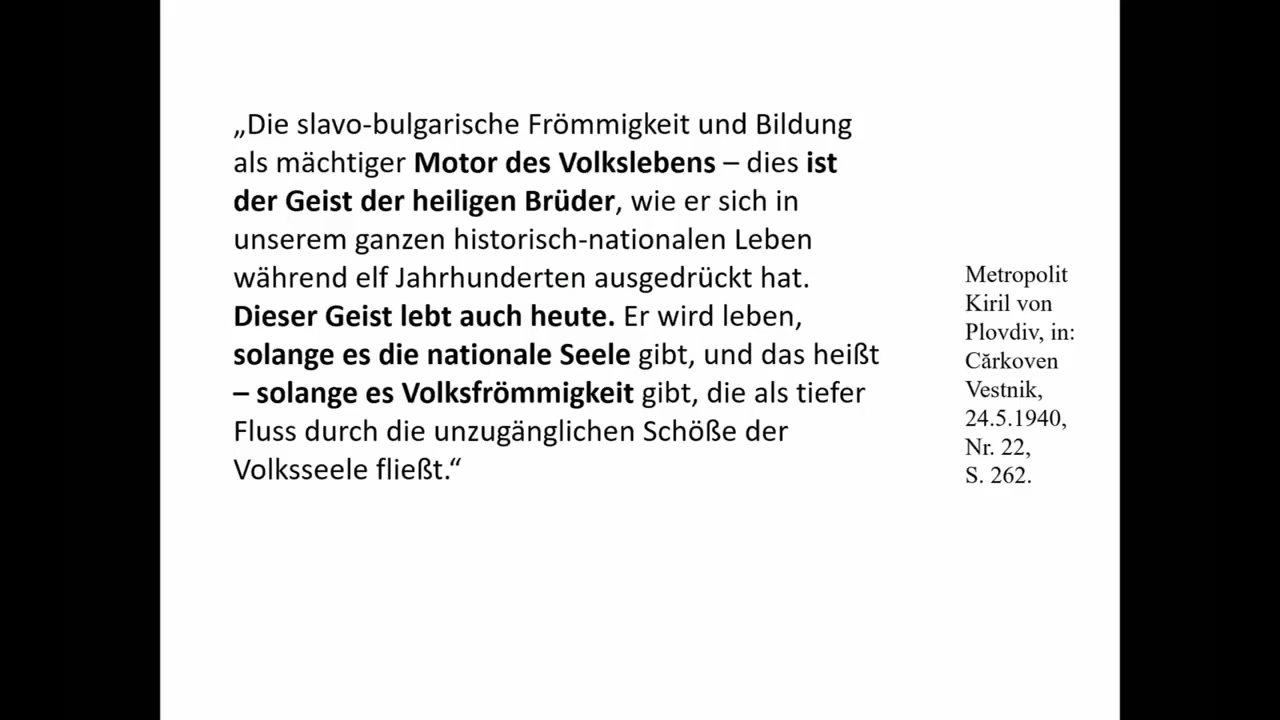 „Die slavo-bulgarische Frömmigkeit und Bildung
als mächtiger Motor des Volkslebens – dies ist
der Geist der heiligen Brüder, wie er sich in
unserem ganzen historisch-nationalen Leben
während elf Jahrhunderten ausgedrückt hat.
Dieser Geist lebt auch heute. Er wird leben,
solange es die nationale Seele gibt, und das heißt
– solange es Volksfrömmigkeit gibt, die als tiefer
Fluss durch die unzugänglichen Schöße der
Volksseele fließt.“
Metropolit
Kiril von
Plovdiv, in:
Cărkoven
Vestnik,
24.5.1940,
Nr. 22,
S. 262.